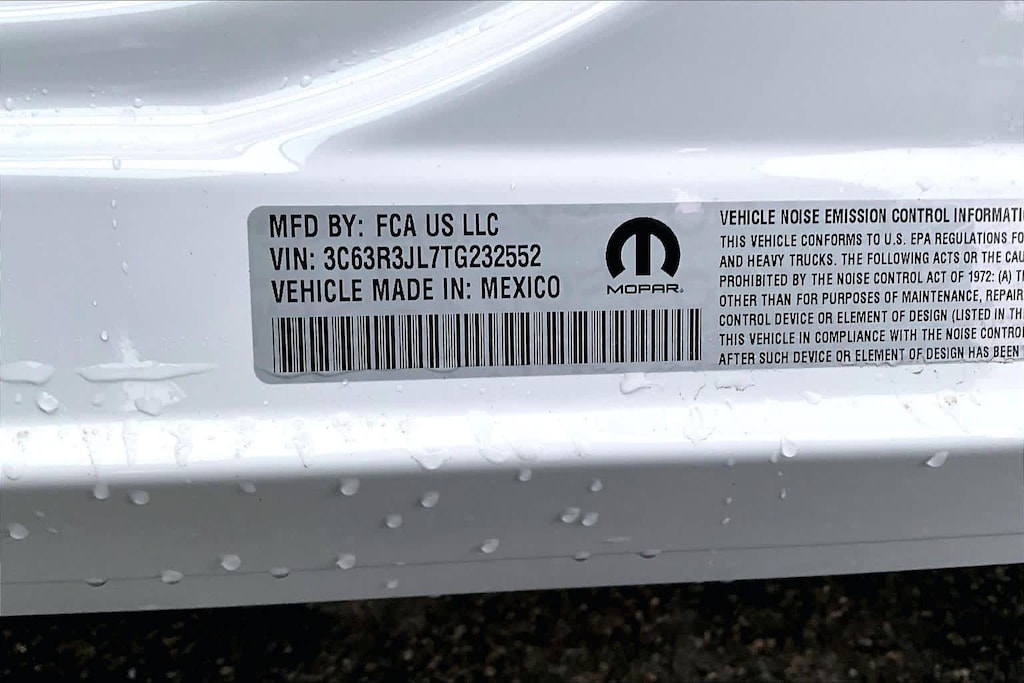 MFD BY: FCA US LLC
VIN: 3C63R3JL7TG232552
VEHICLE MADE IN: MEXICO
MOPAR
VEHICLE NOISE EMISSION CONTROL INFORMATI
THIS VEHICLE CONFORMS TO U.S. EPA REGULATIONS FO
AND HEAVY TRUCKS. THE FOLLOWING ACTS OR THE CAU
PROHIBITED BY THE NOISE CONTROL ACT OF 1972: (A) T
OTHER THAN FOR PURPOSES OF MAINTENANCE, REPAIR
CONTROL DEVICE OR ELEMENT OF DESIGN (LISTED IN TH
THIS VEHICLE IN COMPLIANCE WITH THE NOISE CONTRO
AFTER SUCH DEVICE OR ELEMENT OF DESIGN HAS BEEN